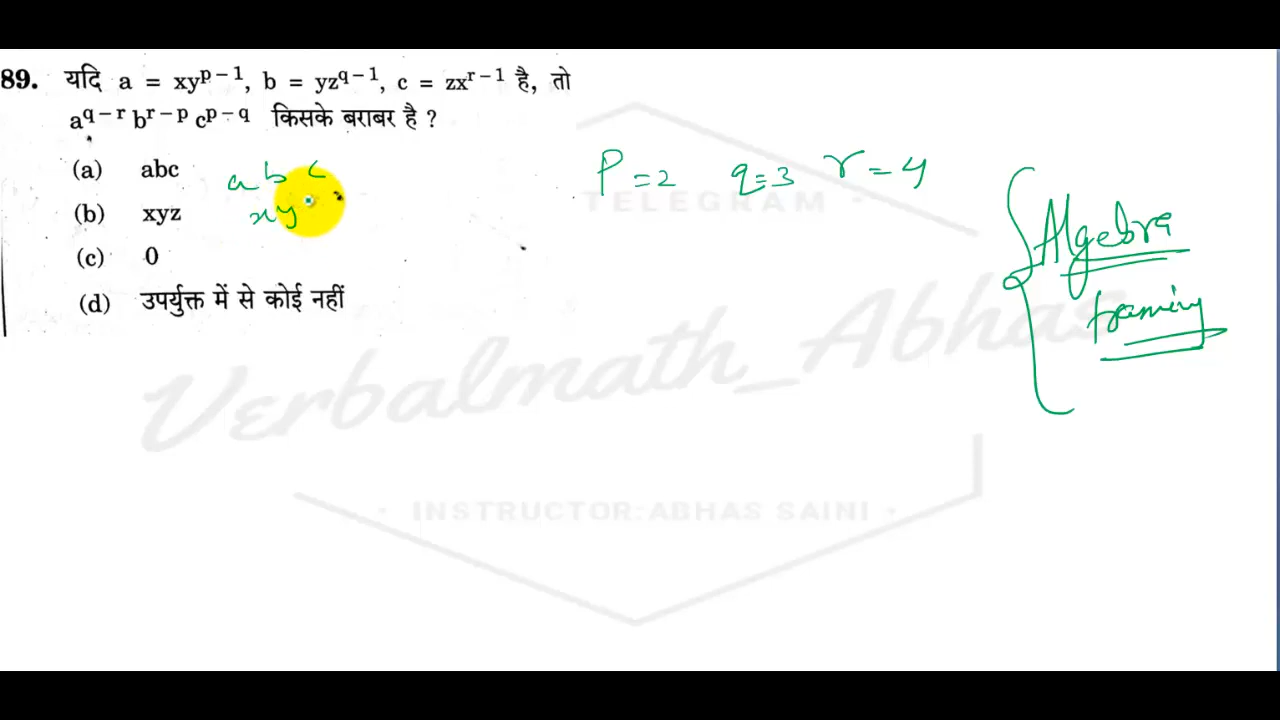 89. यदि a = xy^{p-1}, b = yz^{q-1}, c = zx^{r-1} है, तो
a^{q-r} b^{r-p} c^{p-q} किसके बराबर है ?
(a) abc
(b) xyz
(c) 0
(d) उपर्युक्त में से कोई नहीं
a b c
xy
P=2 q=3 r=4
Algebra
TELEGRAM
Verbalmath_Abhas
INSTRUCTOR:ABHAS SAINI